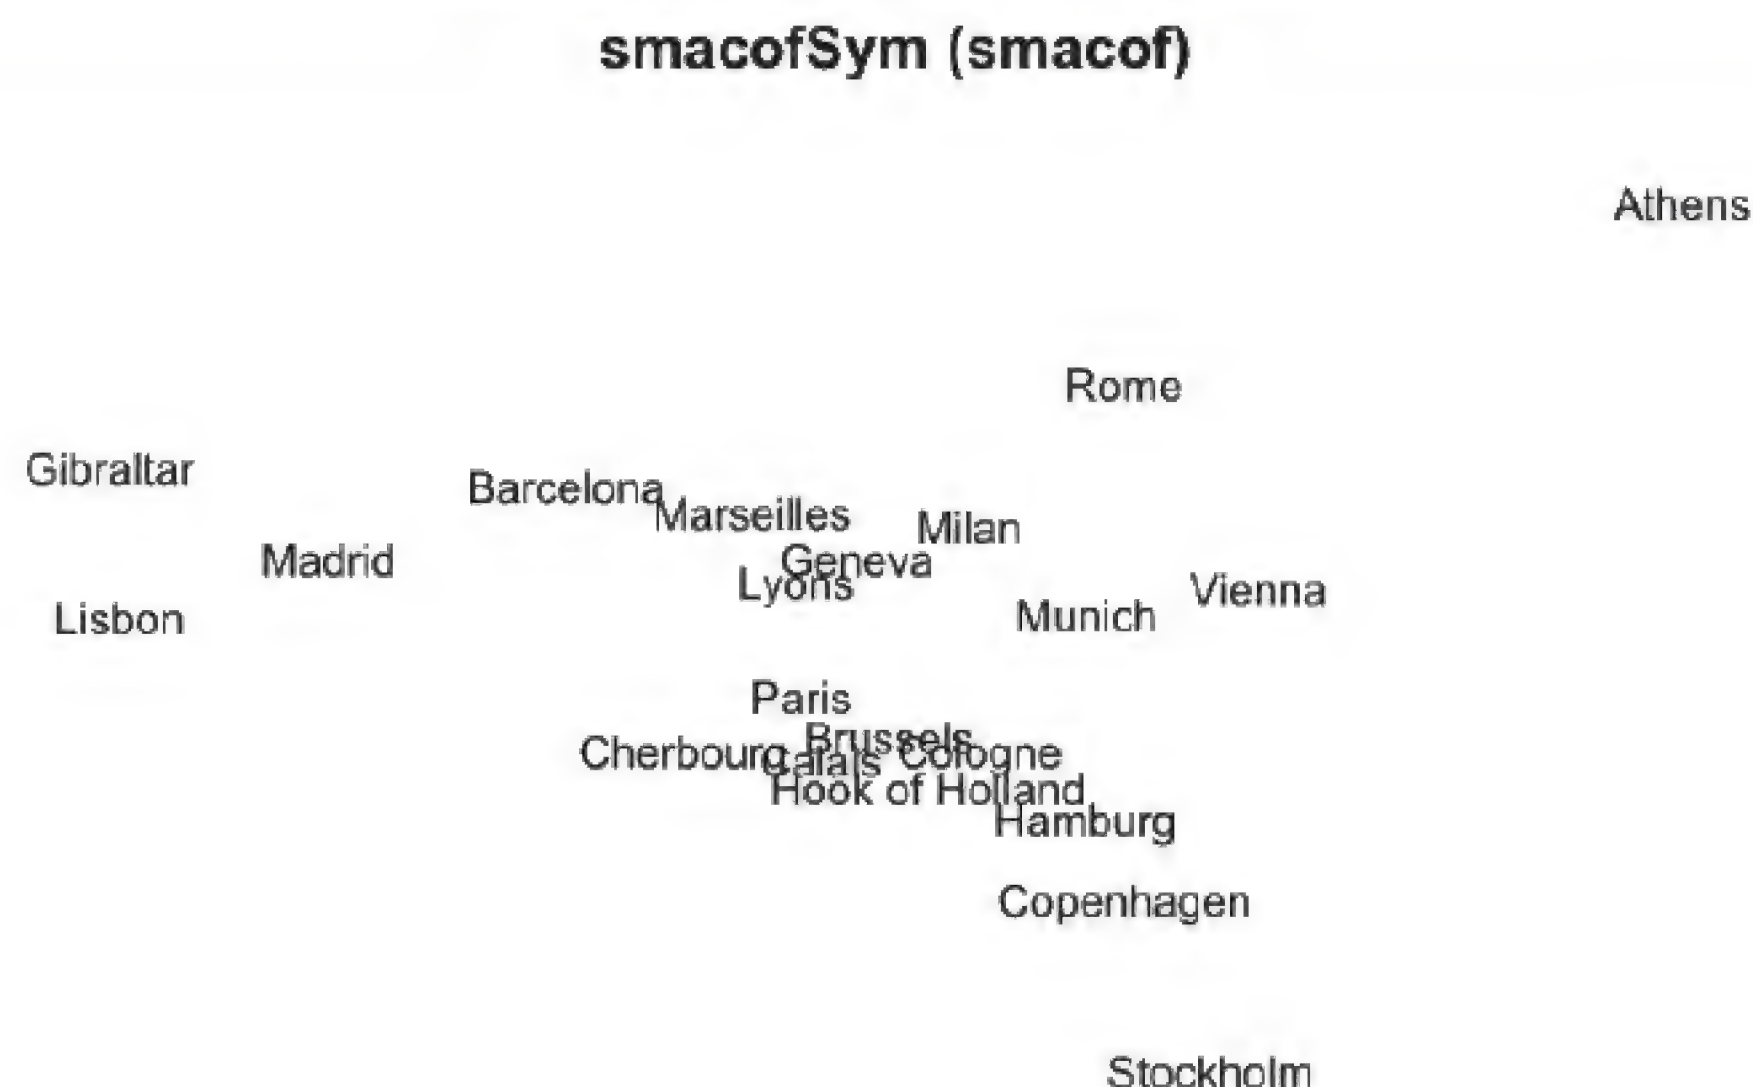 smacofSym (smacof)
Athens
Rome
Gibraltar
Barcelona
Marseilles
Milan
Geneva
Madrid
Lyons
Vienna
Lisbon
Munich
Paris
Brussels
Cherbourg
Calais
Cologne
Hook of Holland
Hamburg
Copenhagen
Stockholm